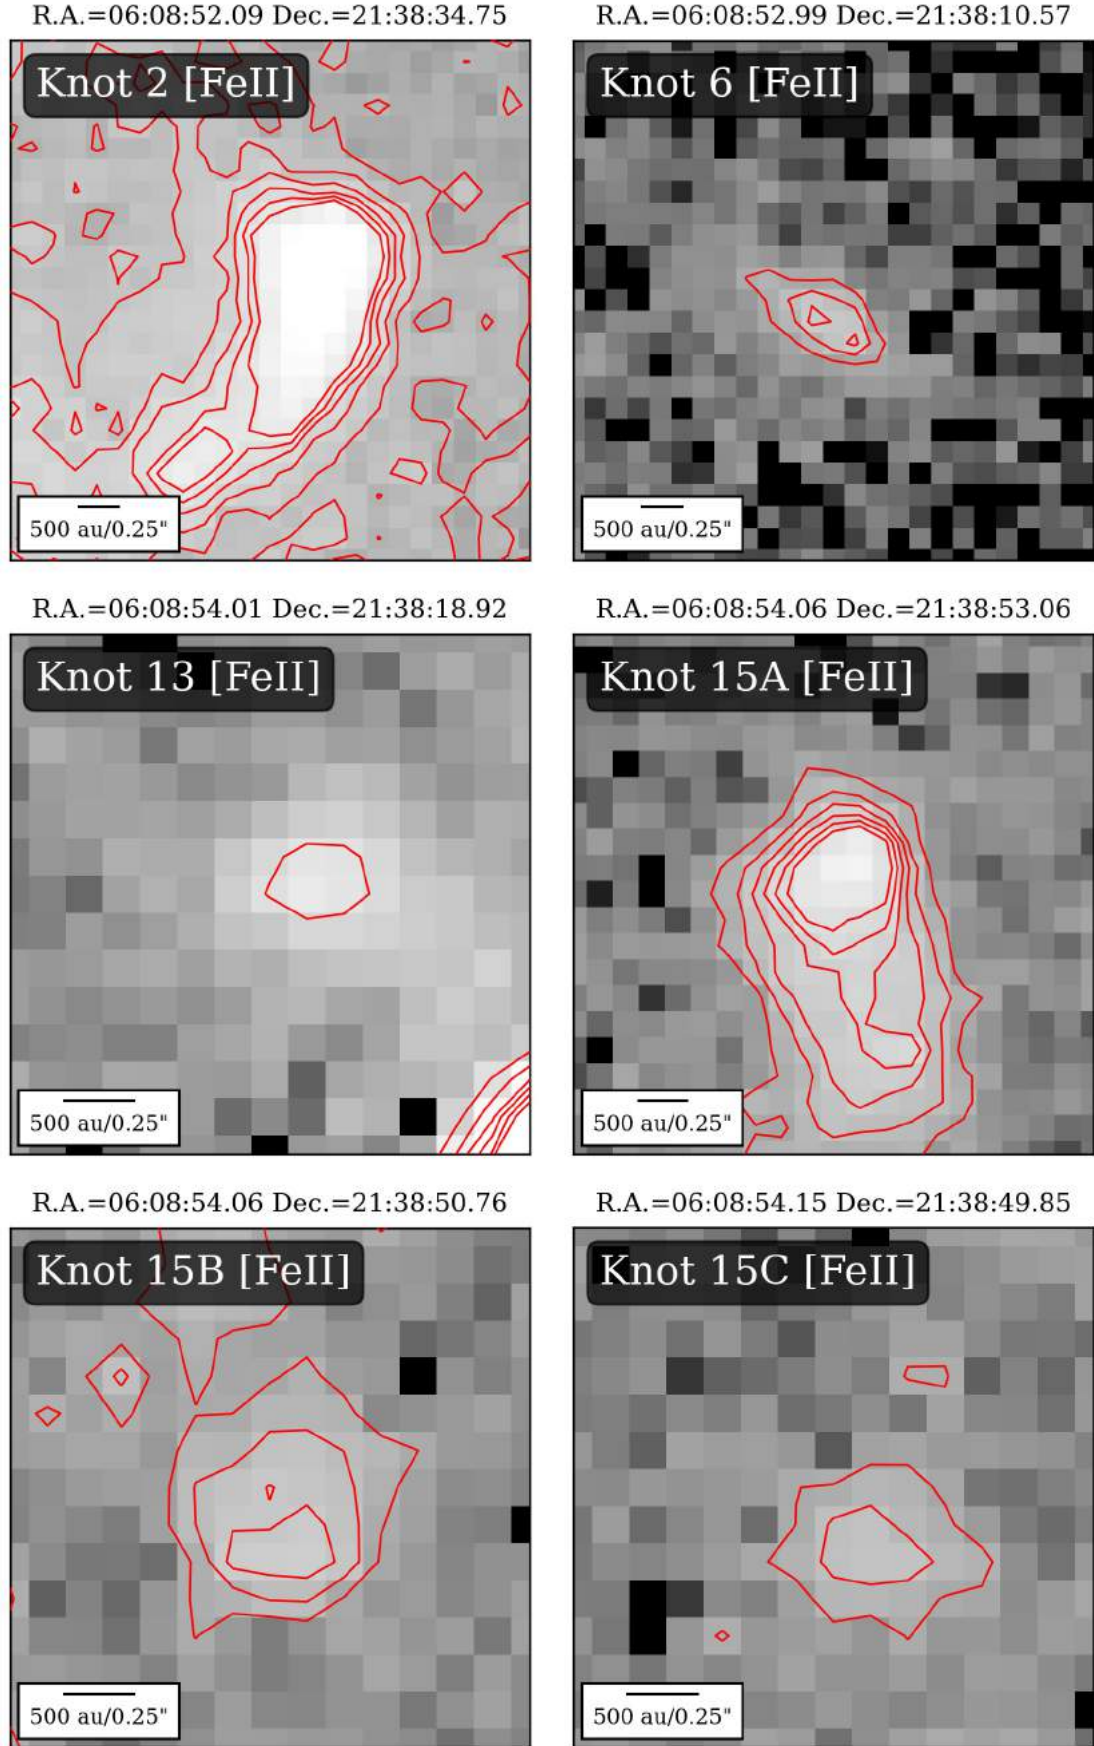 R.A.=06:08:52.09 Dec.=21:38:34.75
Knot 2 [FeII]
500 au/0.25"
R.A.=06:08:52.99 Dec.=21:38:10.57
Knot 6 [FeII]
500 au/0.25"
R.A.=06:08:54.01 Dec.=21:38:18.92
Knot 13 [FeII]
500 au/0.25"
R.A.=06:08:54.06 Dec.=21:38:53.06
Knot 15A [FeII]
500 au/0.25"
R.A.=06:08:54.06 Dec.=21:38:50.76
Knot 15B [FeII]
500 au/0.25"
R.A.=06:08:54.15 Dec.=21:38:49.85
Knot 15C [FeII]
500 au/0.25"